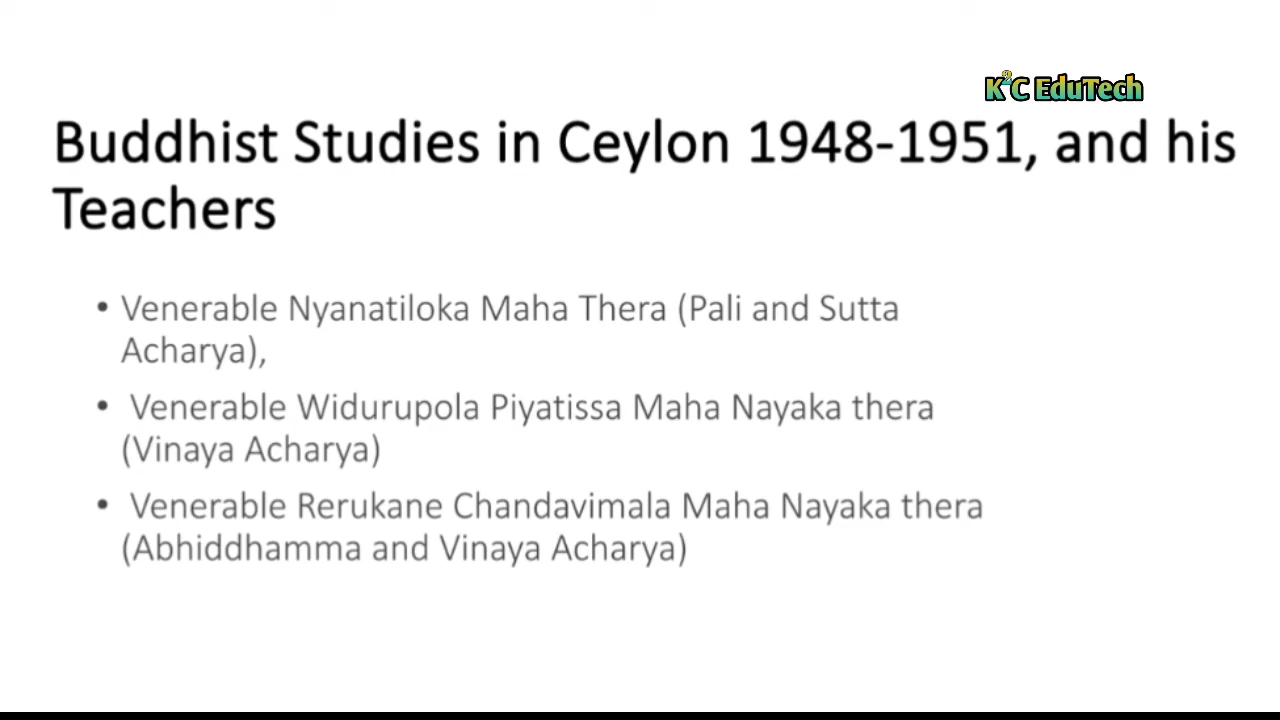 K²C EduTech
Buddhist Studies in Ceylon 1948-1951, and his
Teachers
• Venerable Nyanatiloka Maha Thera (Pali and Sutta
Acharya),
• Venerable Widurupola Piyatissa Maha Nayaka thera
(Vinaya Acharya)
• Venerable Rerukane Chandavimala Maha Nayaka thera
(Abhiddhamma and Vinaya Acharya)